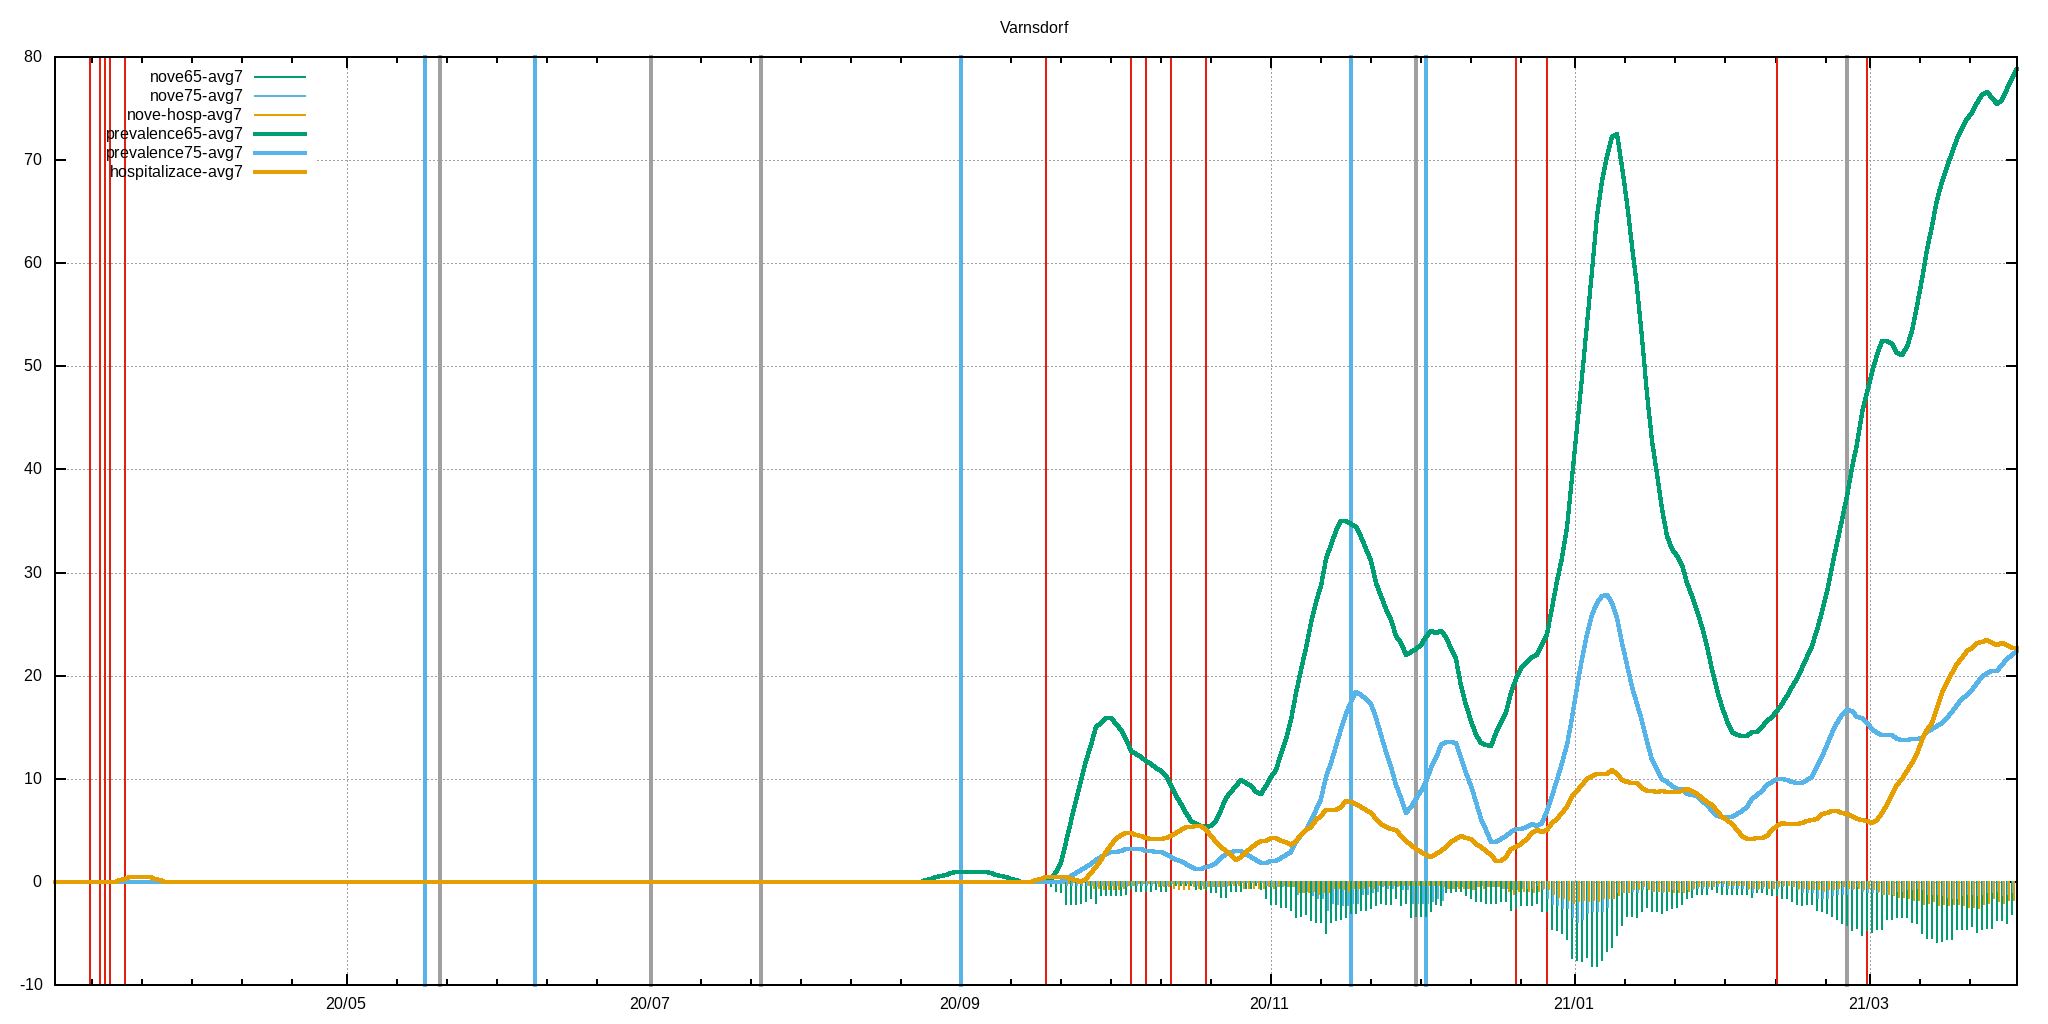 Varnsdorf
80
70
60
50
40
30
20
10
0
-10
nove65-avg7
nove75-avg7
nove-hosp-avg7
prevalence65-avg7
prevalence75-avg7
hospitalizace-avg7
20/05
20/07
20/09
20/11
21/01
21/03